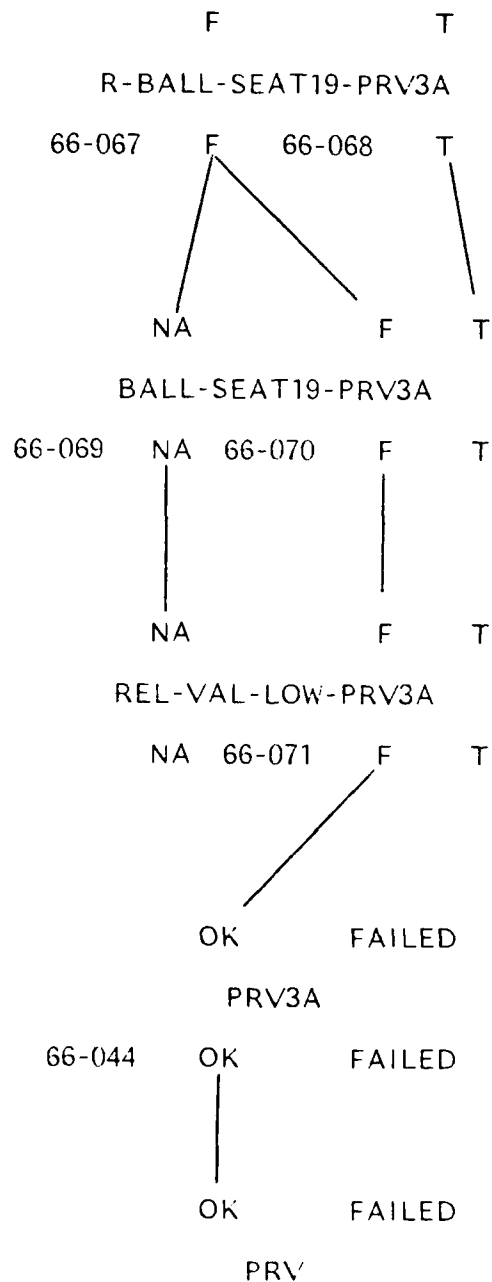 F T
R-BALL-SEAT19-PRV3A
66-067 F 66-068 T
NA F T
BALL-SEAT19-PRV3A
66-069 NA 66-070 F T
NA F T
REL-VAL-LOW-PRV3A
NA 66-071 F T
OK FAILED
PRV3A
66-044 OK FAILED
OK FAILED
PRV